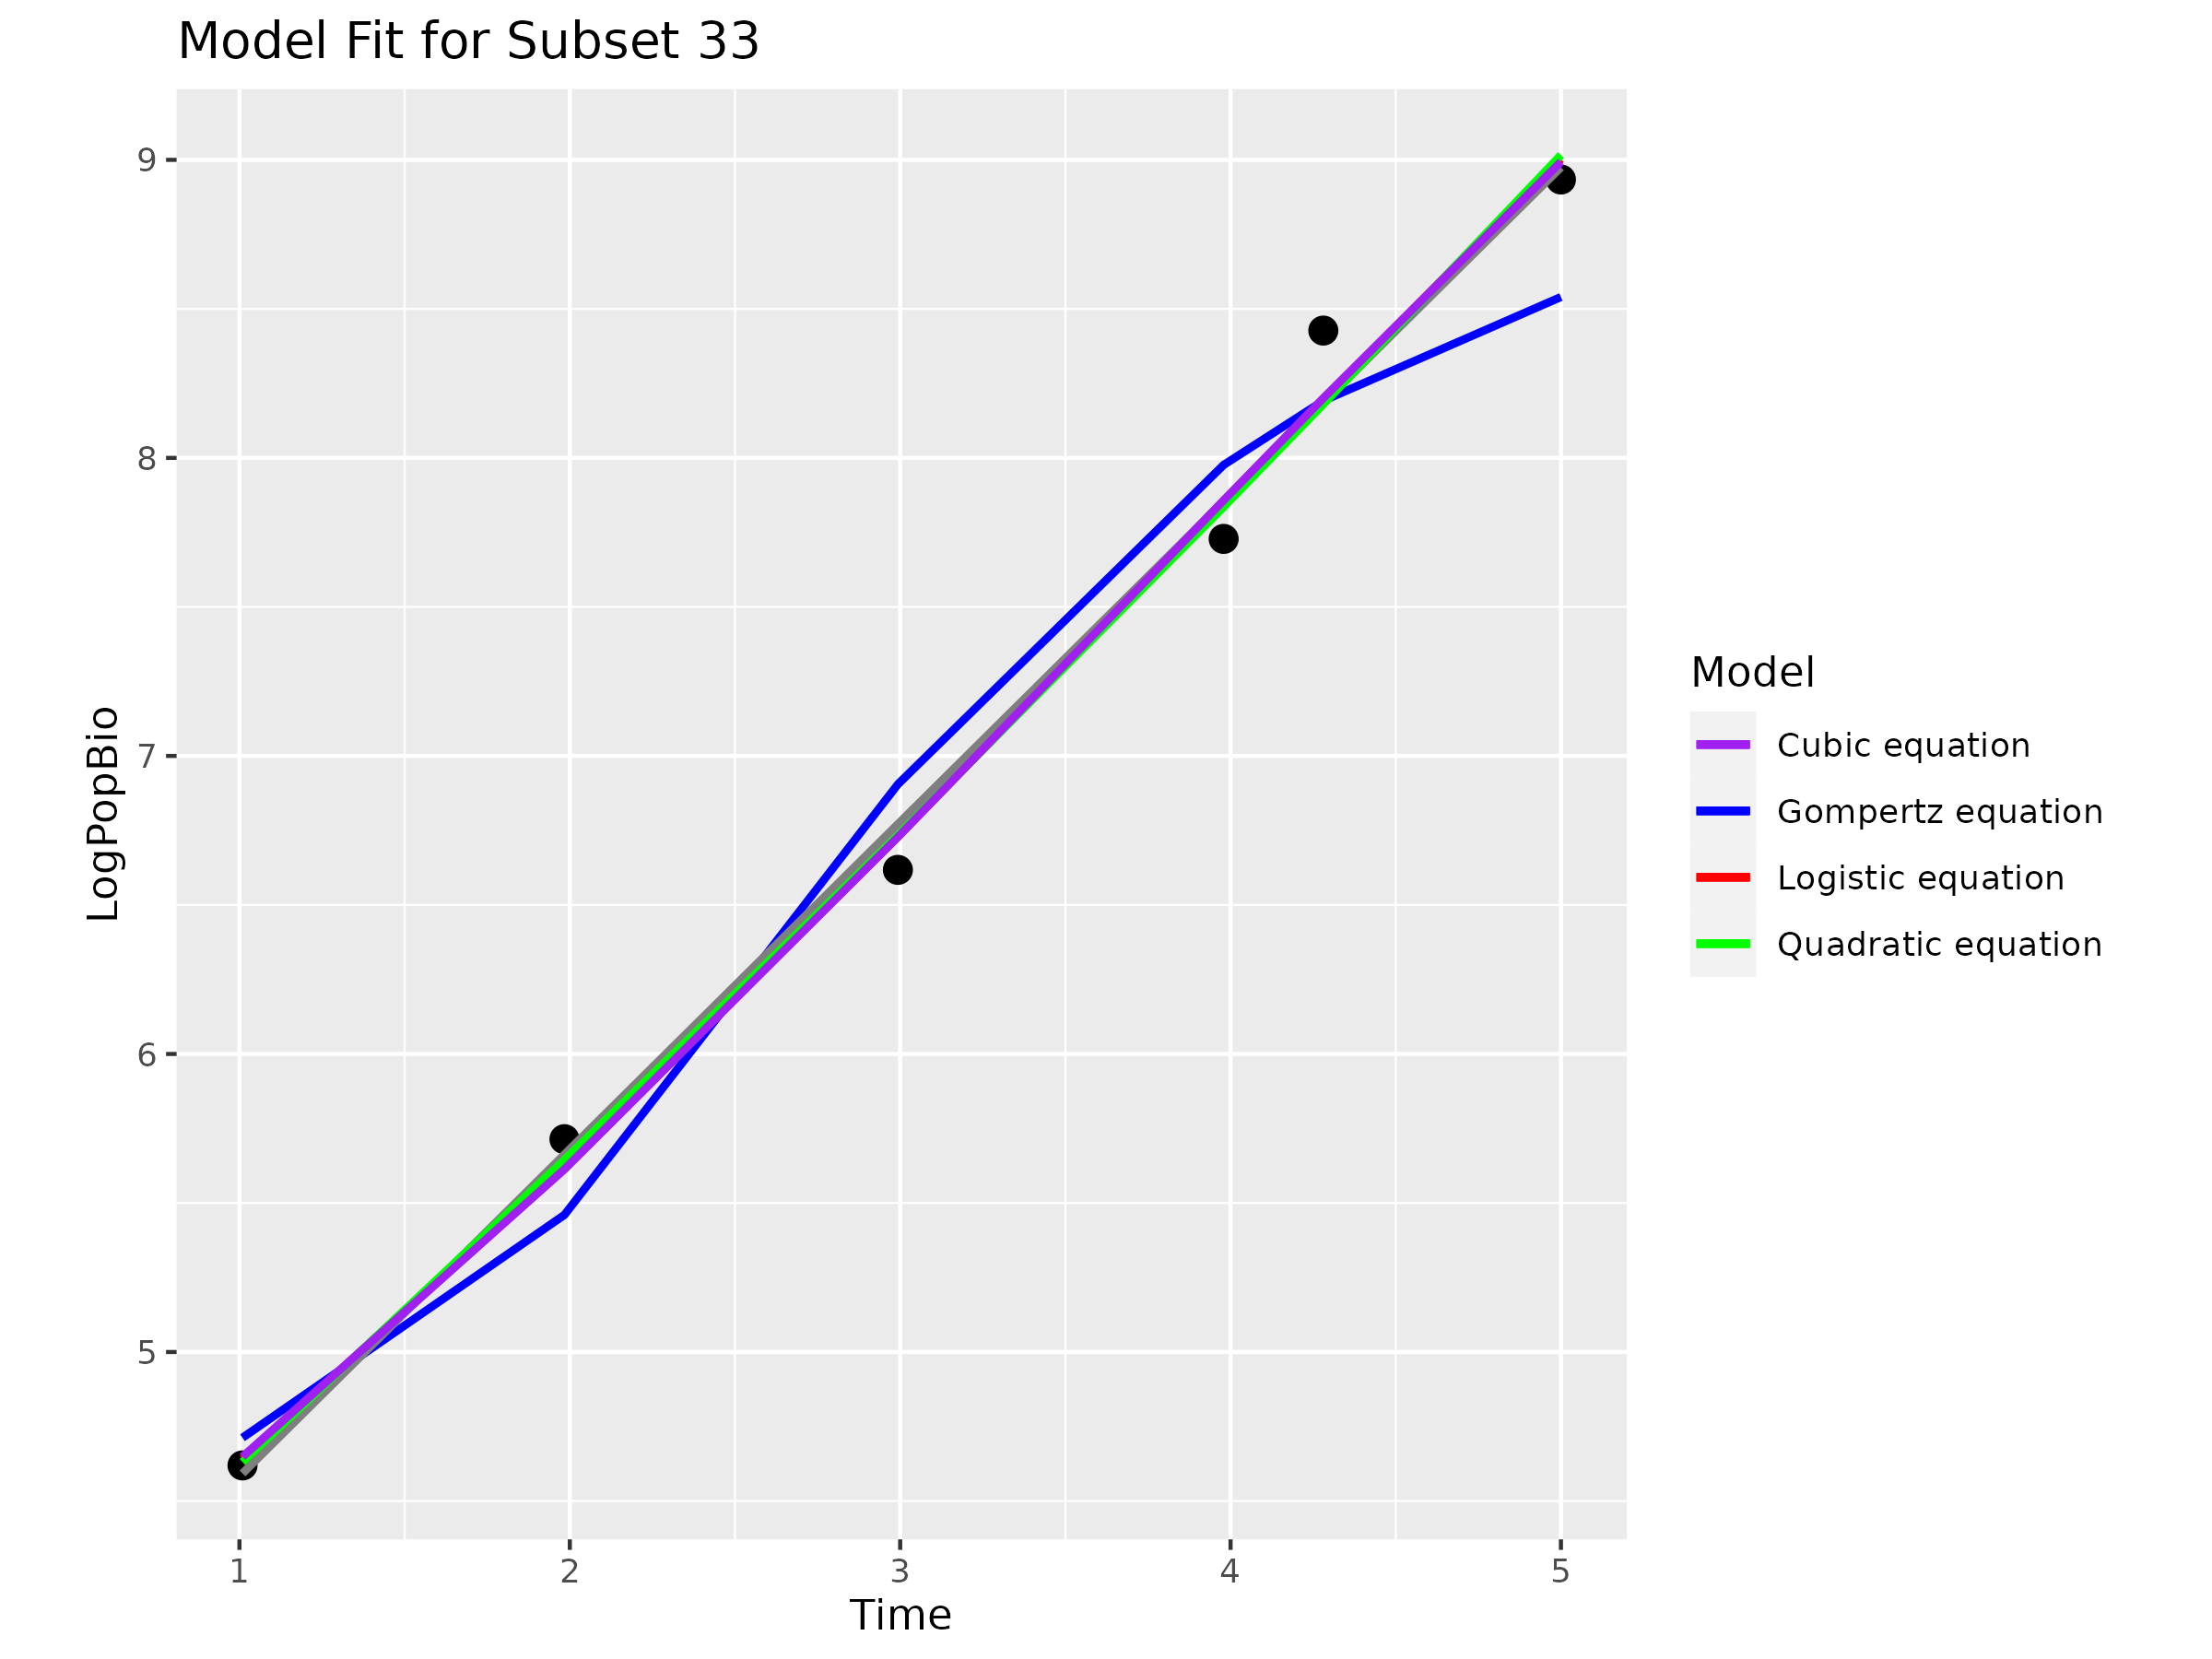 Model Fit for Subset 33
9
8
7
6
5
LogPopBio
1 2 3 4 5
Time
Model
Cubic equation
Gompertz equation
Logistic equation
Quadratic equation